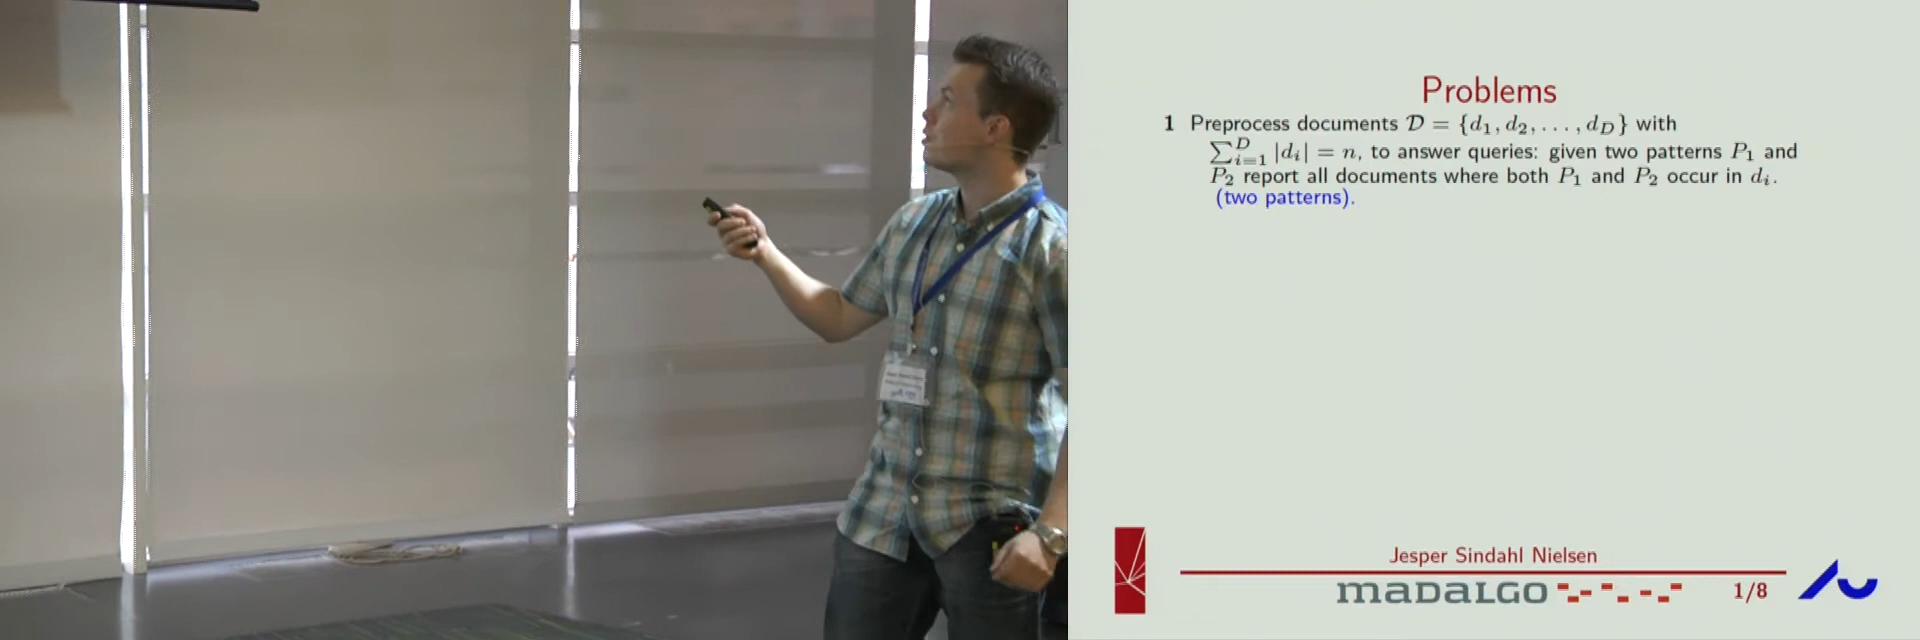 Problems
1 Preprocess documents 𝒟 = {d₁, d₂, . . . , d_D} with
∑ᴰᵢ₌₁ |dᵢ| = n, to answer queries: given two patterns P₁ and
P₂ report all documents where both P₁ and P₂ occur in dᵢ.
(two patterns).
Jesper Sindahl Nielsen
maDaLGO
1/8